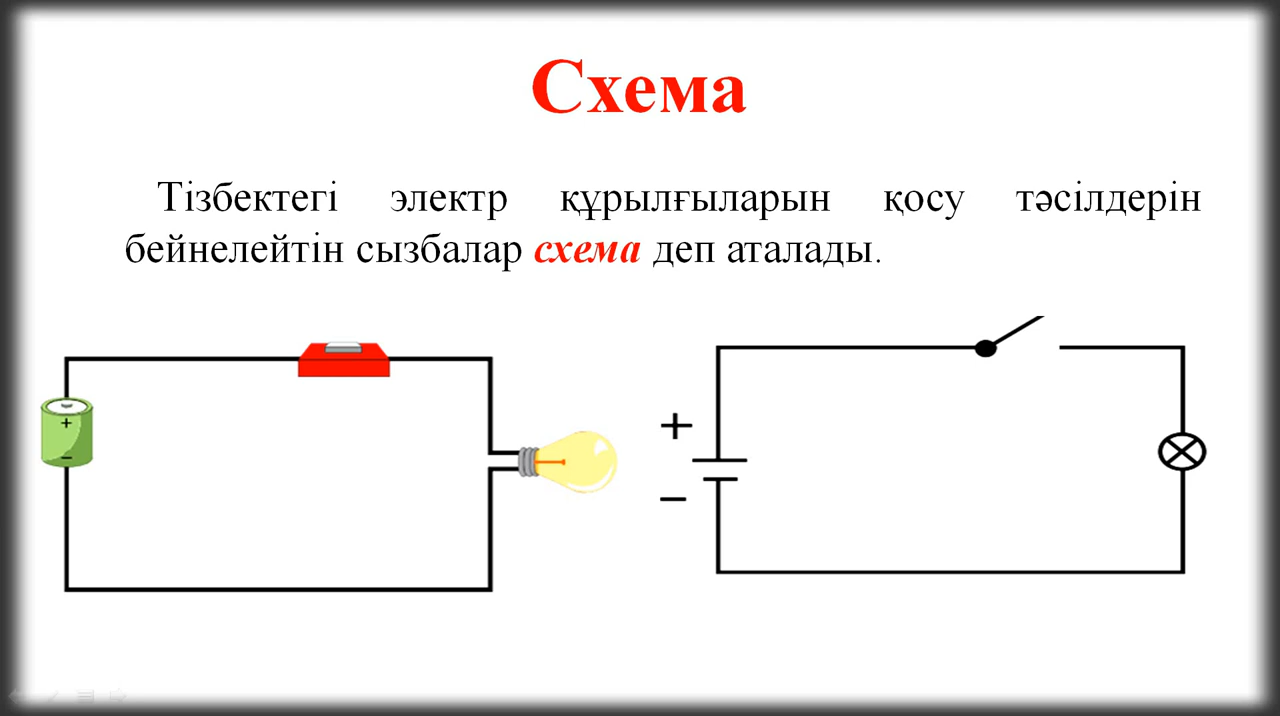 Схема
Тізбектегі электр құрылғыларын қосу тәсілдерін
бейнелейтін сызбалар схема деп аталады.
+
−
+
−